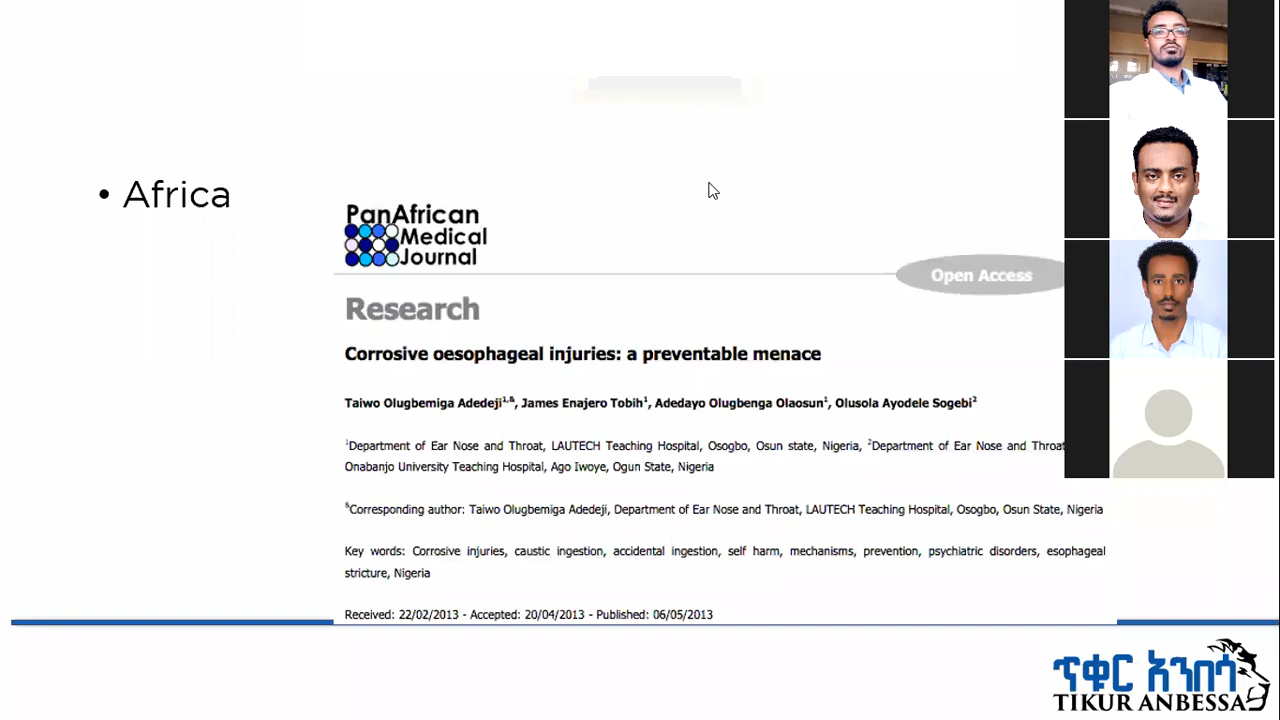 • Africa
PanAfrican
Medical
Journal
Open Access
Research
Corrosive oesophageal injuries: a preventable menace
Taiwo Olugbemiga Adedeji1,&, James Enajero Tobih1, Adedayo Olugbenga Olaosun1, Olusola Ayodele Sogebi2
1Department of Ear Nose and Throat, LAUTECH Teaching Hospital, Osogbo, Osun state, Nigeria, 2Department of Ear Nose and Throat
Onabanjo University Teaching Hospital, Ago Iwoye, Ogun State, Nigeria
&Corresponding author: Taiwo Olugbemiga Adedeji, Department of Ear Nose and Throat, LAUTECH Teaching Hospital, Osogbo, Osun State, Nigeria
Key words: Corrosive injuries, caustic ingestion, accidental ingestion, self harm, mechanisms, prevention, psychiatric disorders, esophageal
stricture, Nigeria
Received: 22/02/2013 - Accepted: 20/04/2013 - Published: 06/05/2013
ጥቁር አንበሳ
TIKUR ANBESSA